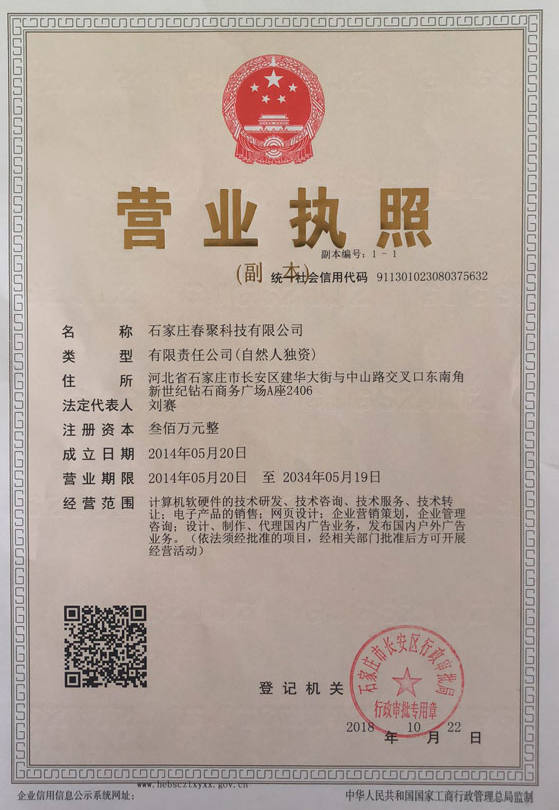 营业执照
副本编号：1-1
(副 本)
统一社会信用代码 911301023080375632
名 称 石家庄春聚科技有限公司
类 型 有限责任公司(自然人独资)
住 所 河北省石家庄市长安区建华大街与中山路交叉口东南角
新世纪钻石商务广场A座2406
法定代表人 刘赛
注册资本 叁佰万元整
成立日期 2014年05月20日
营业期限 2014年05月20日 至 2034年05月19日
经营范围 计算机软硬件的技术研发、技术咨询、技术服务、技术转
让；电子产品的销售；网页设计；企业营销策划，企业管理
咨询；设计、制作、代理国内广告业务，发布国内户外广告
业务。（依法须经批准的项目，经相关部门批准后方可开展
经营活动）
石家庄市长安区行政审批局
行政审批专用章
登记机关
2018年10月22日
www.hebscztxyxx.gov.cn
企业信用信息公示系统网址：
中华人民共和国国家工商行政管理总局监制